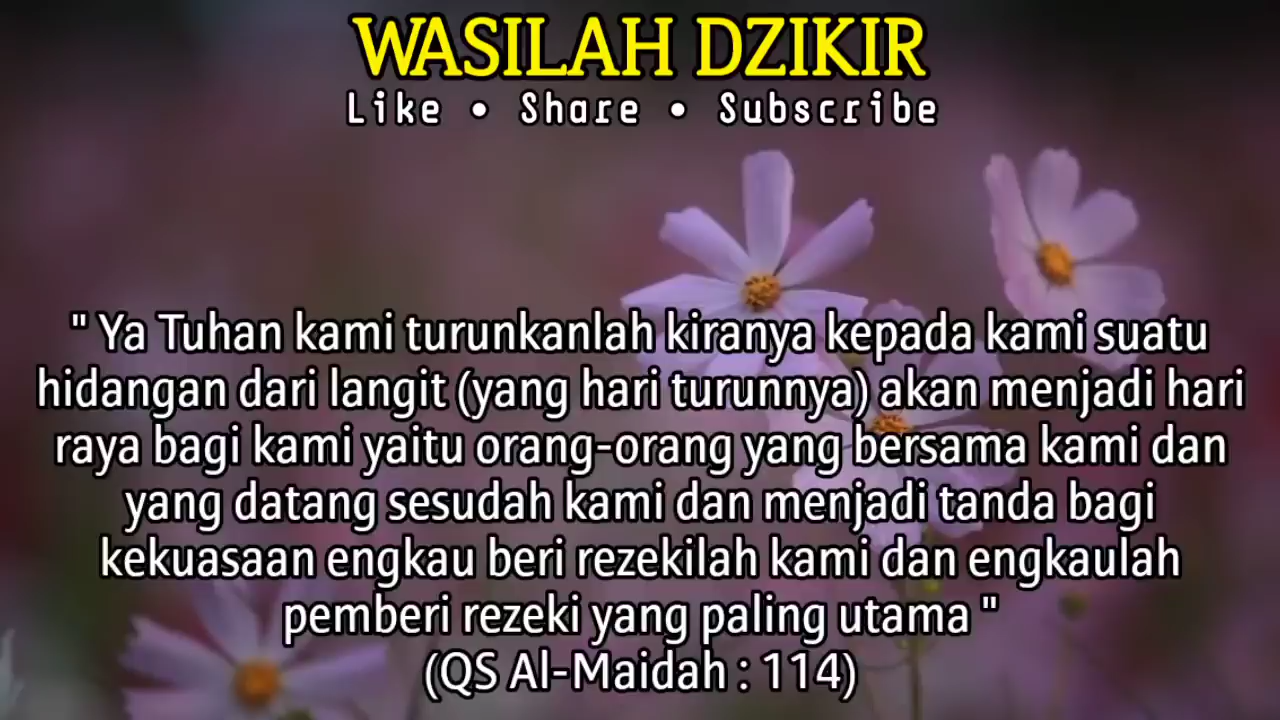 WASILAH DZIKIR
Like • Share • Subscribe
" Ya Tuhan kami turunkanlah kiranya kepada kami suatu
hidangan dari langit (yang hari turunnya) akan menjadi hari
raya bagi kami yaitu orang-orang yang bersama kami dan
yang datang sesudah kami dan menjadi tanda bagi
kekuasaan engkau beri rezekilah kami dan engkaulah
pemberi rezeki yang paling utama "
(QS Al-Maidah : 114)